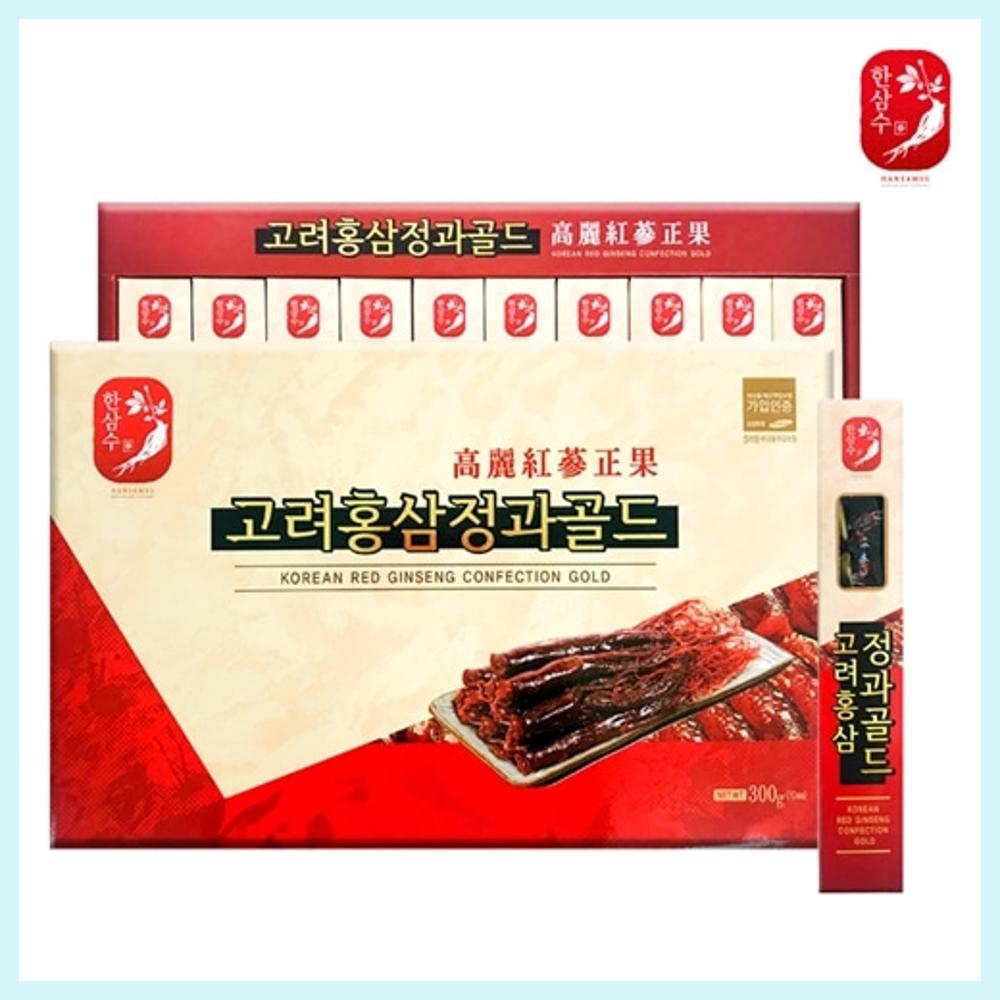 한삼수
HANSAMSU
고려홍삼정과골드 高麗紅蔘正果
KOREAN RED GINSENG CONFECTION GOLD
한삼수
HANSAMSU
가입인증
高麗紅蔘正果
고려홍삼정과골드
KOREAN RED GINSENG CONFECTION GOLD
NET WT 300g
한삼수
고려홍삼
정과골드
KOREAN
RED GINSENG
CONFECTION
GOLD